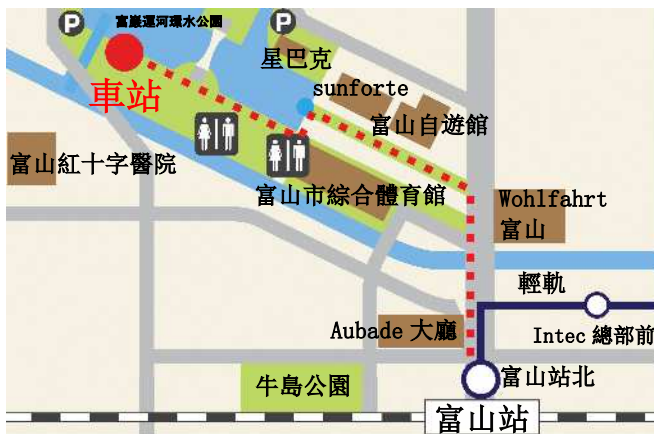 P
富巖運河環水公園
P
星巴克
車站
sunforte
富山自遊館
富山紅十字醫院
富山市綜合體育館
Wohlfahrt
富山
輕軌
Aubade 大廳
Intec 總部前
牛島公園
富山站北
富山站